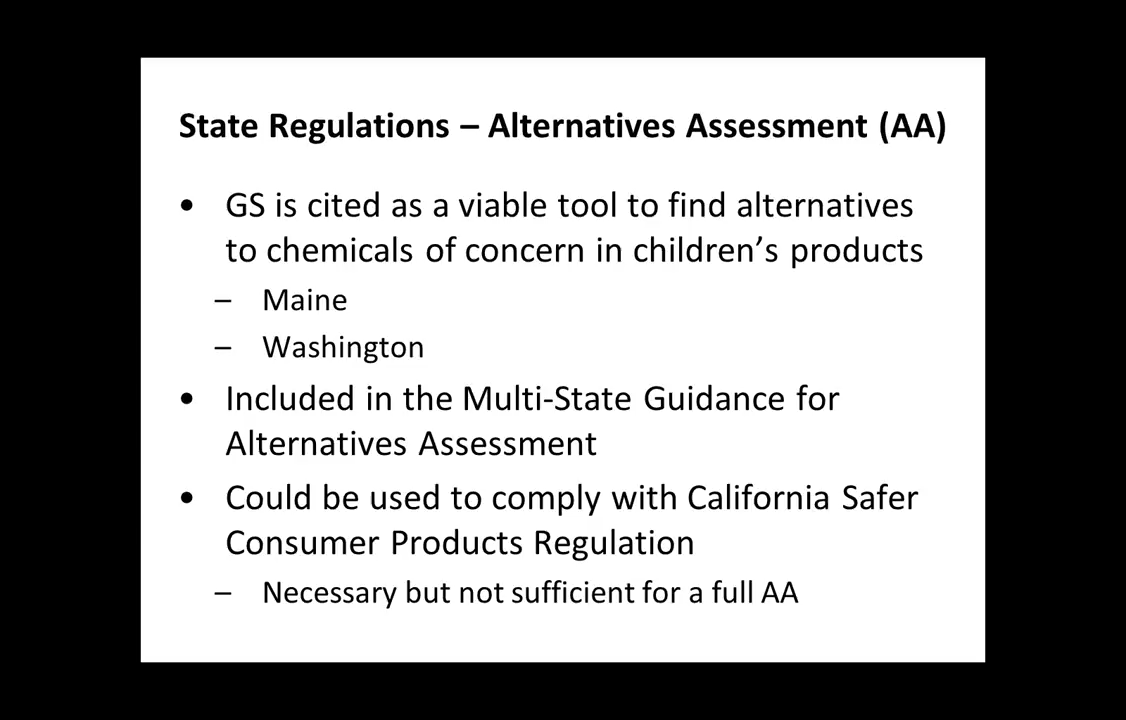 State Regulations – Alternatives Assessment (AA)
• GS is cited as a viable tool to find alternatives
to chemicals of concern in children’s products
– Maine
– Washington
• Included in the Multi-State Guidance for
Alternatives Assessment
• Could be used to comply with California Safer
Consumer Products Regulation
– Necessary but not sufficient for a full AA